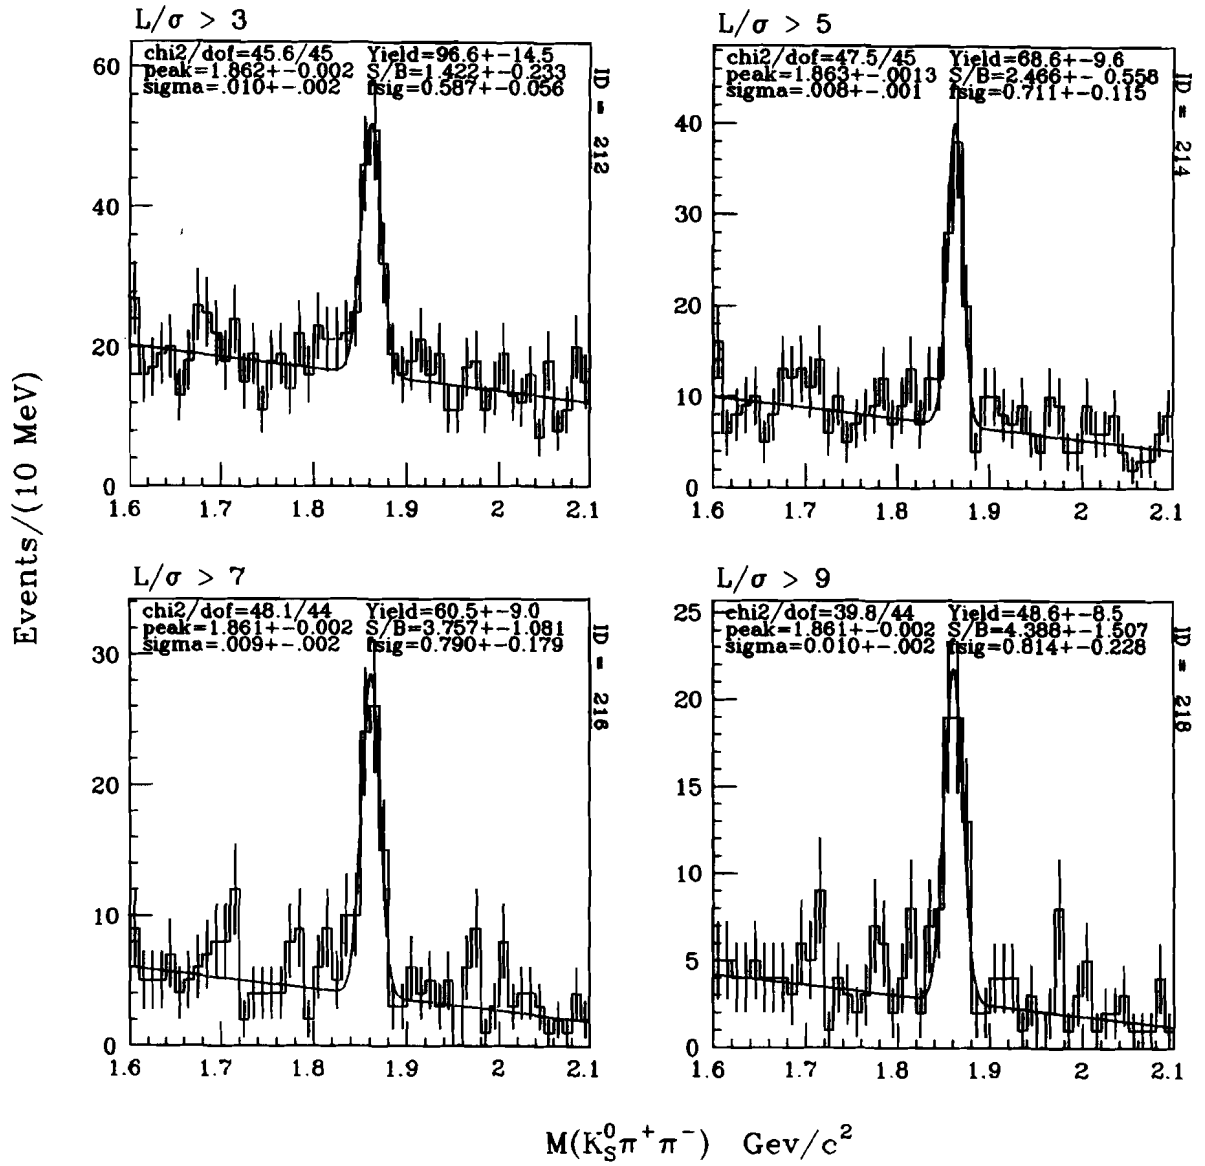 L/σ > 3
chi2/dof=45.6/45 Yield=96.6+-14.5
peak=1.862+-0.002 S/B=1.422+-0.233
sigma=.010+-.002 fsig=0.587+-0.056
ID = 212
60
40
20
0
1.6 1.7 1.8 1.9 2 2.1
L/σ > 5
chi2/dof=47.5/45 Yield=68.6+-9.6
peak=1.863+-.0013 S/B=2.466+-0.558
sigma=.008+-.001 fsig=0.711+-0.115
ID = 214
40
30
20
10
0
1.6 1.7 1.8 1.9 2 2.1
Events/(10 MeV)
L/σ > 7
chi2/dof=48.1/44 Yield=60.5+-9.0
peak=1.861+-0.002 S/B=3.757+-1.081
sigma=.009+-.002 fsig=0.790+-0.179
ID = 216
30
20
10
0
1.6 1.7 1.8 1.9 2 2.1
L/σ > 9
chi2/dof=39.8/44 Yield=48.6+-8.5
peak=1.861+-0.002 S/B=4.388+-1.507
sigma=0.010+-.002 fsig=0.814+-0.228
ID = 218
25
20
15
10
5
0
1.6 1.7 1.8 1.9 2 2.1
M(K⁰_Sπ⁺π⁻) Gev/c²